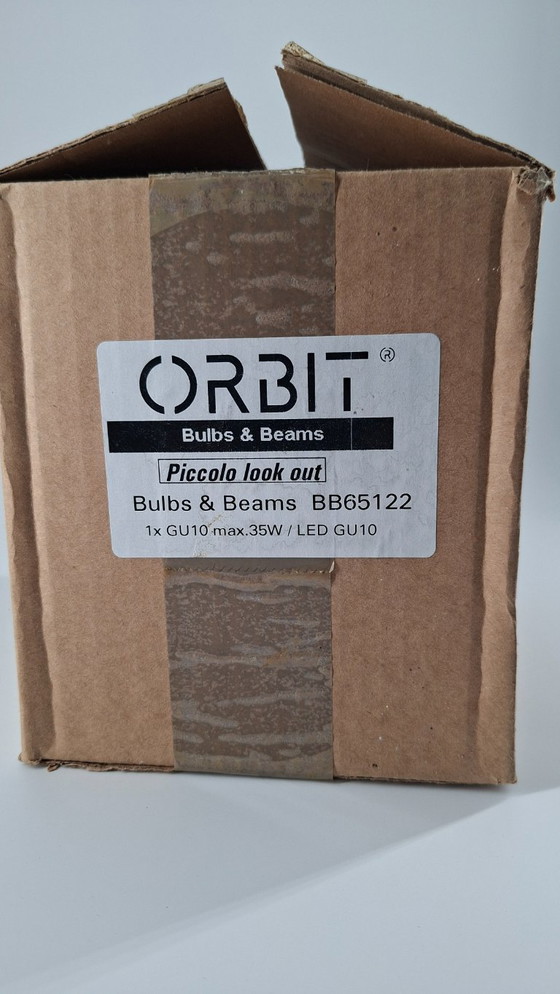 ORBIT ®
Bulbs & Beams
Piccolo look out
Bulbs & Beams BB65122
1x GU10 max.35W / LED GU10